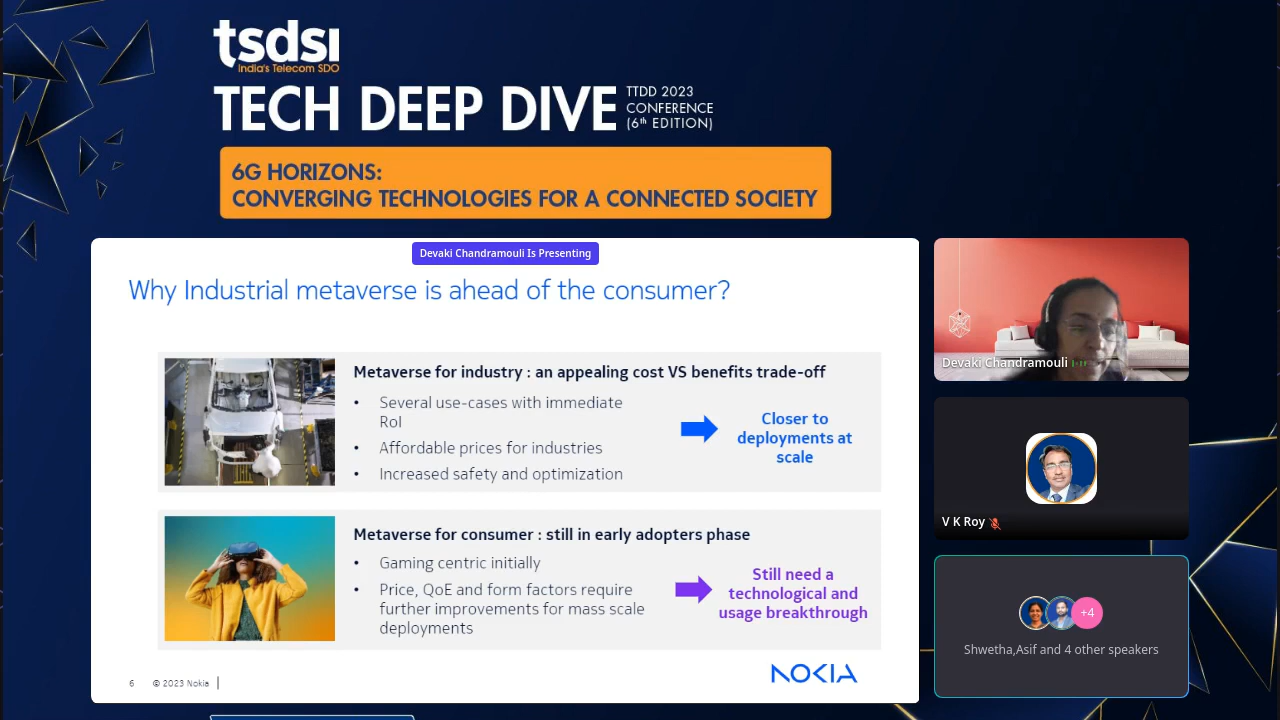 tsdsi
India's Telecom SDO
TECH DEEP DIVE
TTDD 2023
CONFERENCE
(6th EDITION)
6G HORIZONS:
CONVERGING TECHNOLOGIES FOR A CONNECTED SOCIETY
Devaki Chandramouli Is Presenting
Why Industrial metaverse is ahead of the consumer?
Metaverse for industry : an appealing cost VS benefits trade-off
• Several use-cases with immediate
RoI
• Affordable prices for industries
• Increased safety and optimization
Closer to
deployments at
scale
Metaverse for consumer : still in early adopters phase
• Gaming centric initially
• Price, QoE and form factors require
further improvements for mass scale
deployments
Still need a
technological and
usage breakthrough
6 © 2023 Nokia
NOKIA
Devaki Chandramouli
V K Roy
+4
Shwetha,Asif and 4 other speakers